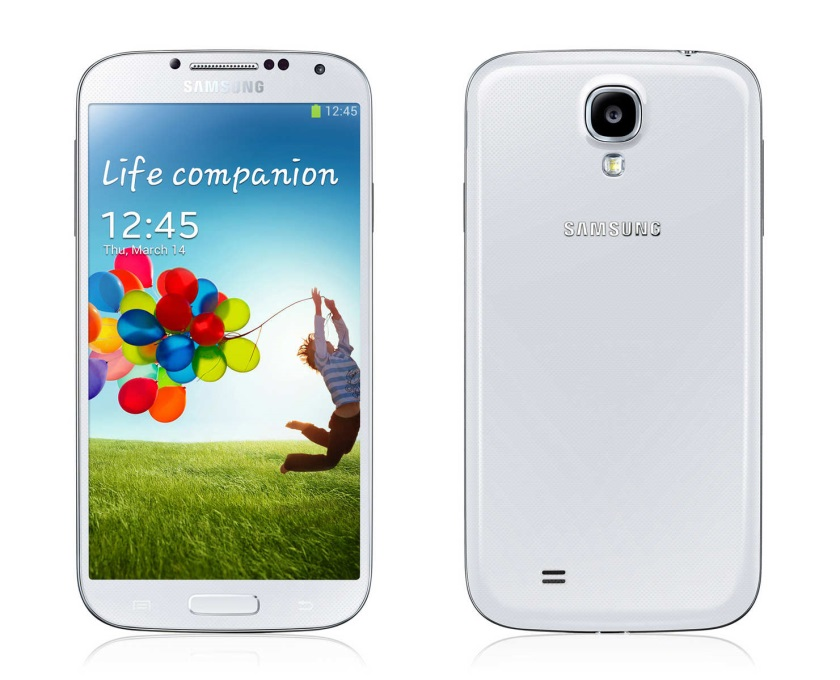 SAMSUNG
12:45
Life companion
12:45
Thu, March 14
SAMSUNG